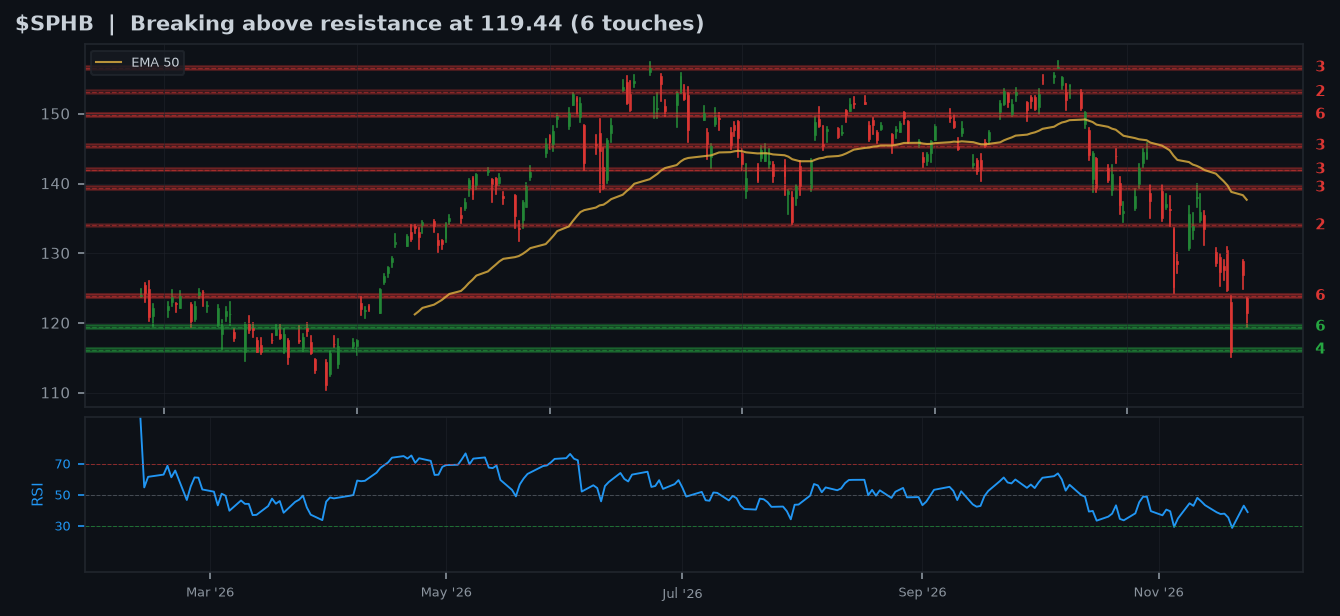 $SPHB | Breaking above resistance at 119.44 (6 touches)
EMA 50
150
140
130
120
110
3
2
6
3
3
3
2
6
6
4
RSI
70
50
30
Mar '26
May '26
Jul '26
Sep '26
Nov '26